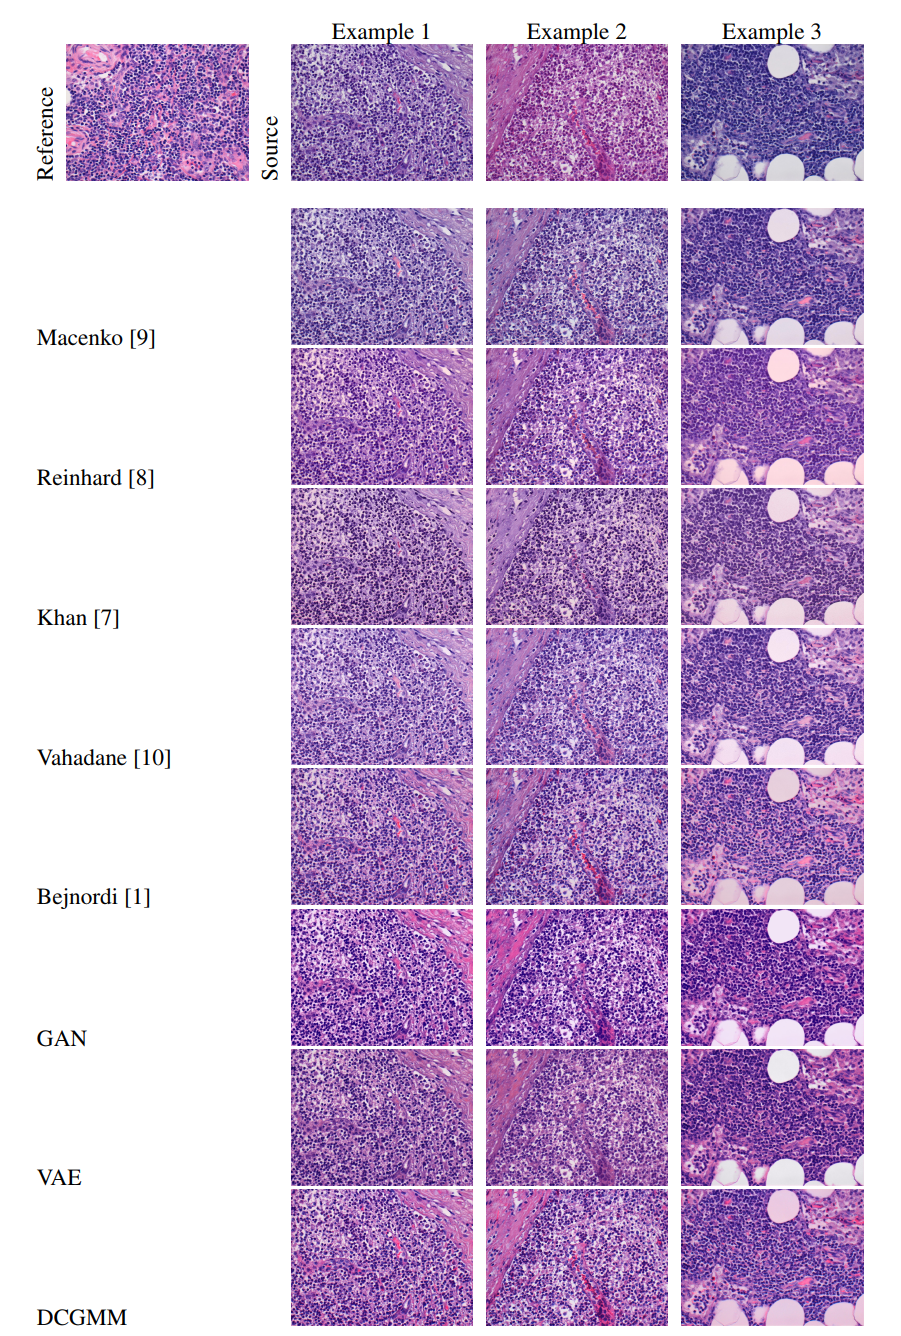 Example 1
Example 2
Example 3
Reference
Source
Macenko [9]
Reinhard [8]
Khan [7]
Vahadane [10]
Bejnordi [1]
GAN
VAE
DCGMM